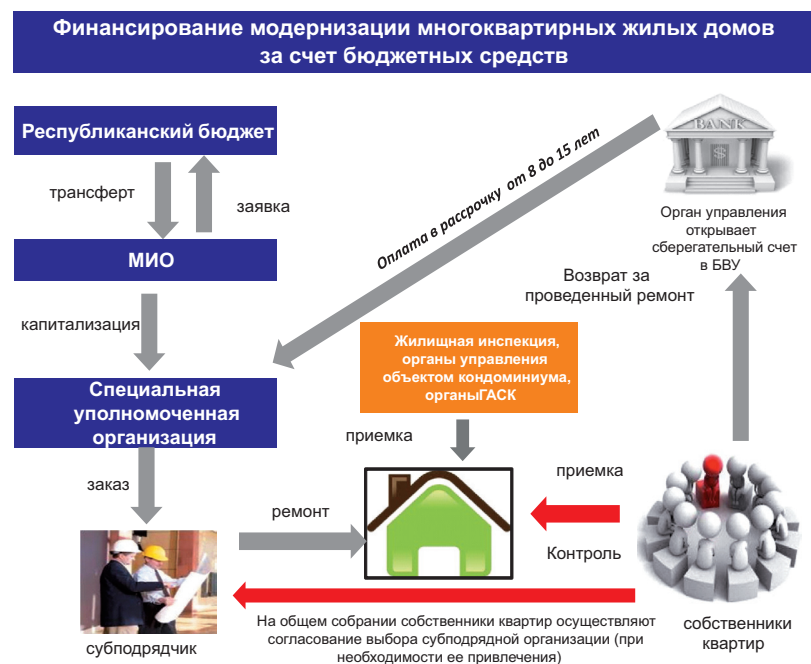 Финансирование модернизации многоквартирных жилых домов
за счет бюджетных средств
Республиканский бюджет
трансферт
заявка
МИО
капитализация
Специальная
уполномоченная
организация
заказ
субподрядчик
ремонт
Оплата в рассрочку от 8 до 15 лет
BANK
Орган управления
открывает
сберегательный счет
в БВУ
Возврат за
проведенный ремонт
Жилищная инспекция,
органы управления
объектом кондоминиума,
органыГАСК
приемка
приемка
Контроль
На общем собрании собственники квартир осуществляют
согласование выбора субподрядной организации (при
необходимости ее привлечения)
собственники
квартир